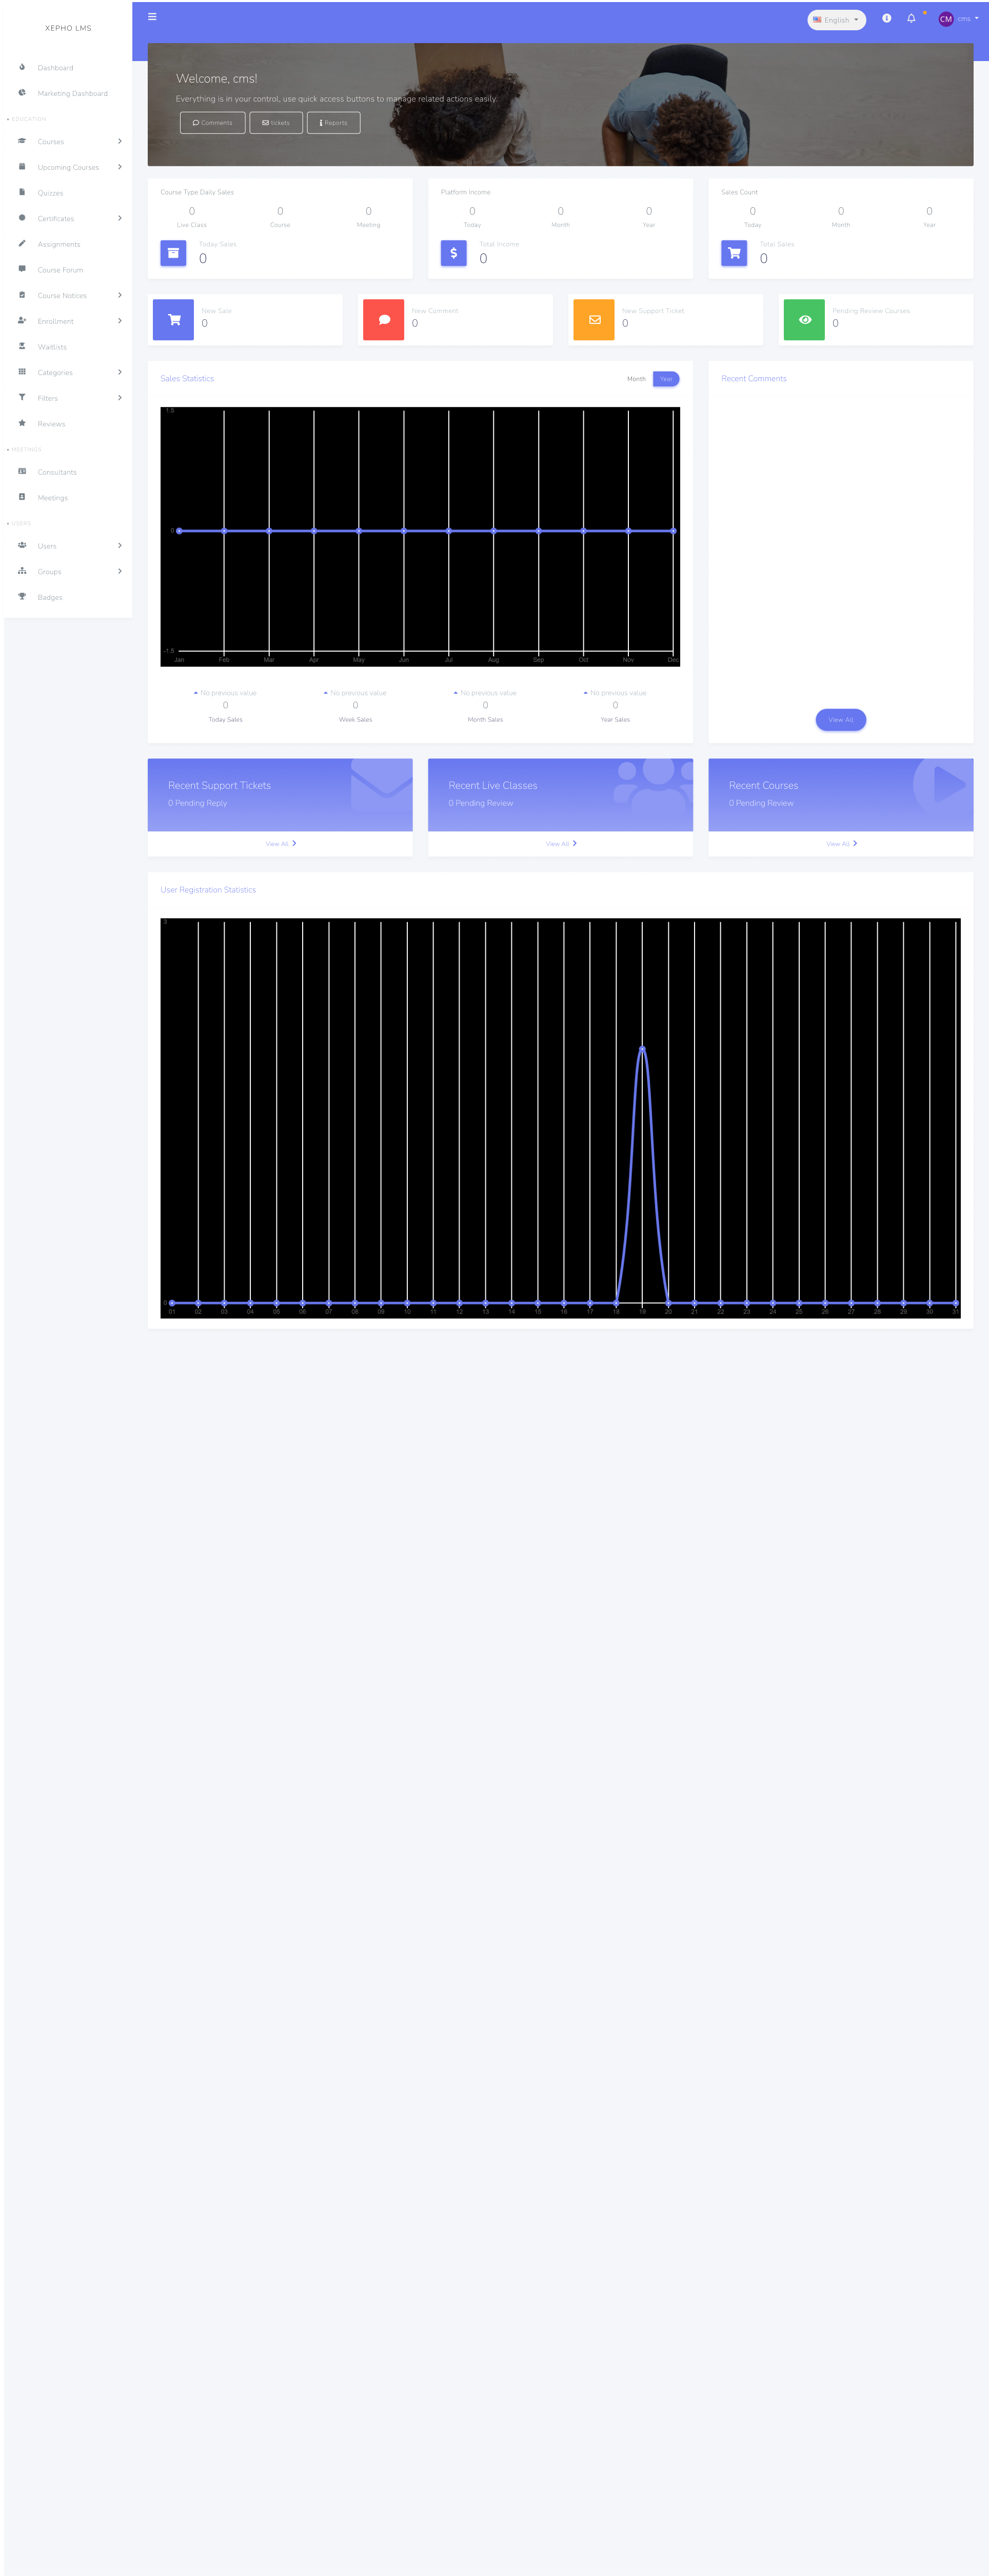 XEPHO LMS
Dashboard
Marketing Dashboard
EDUCATION
Courses
Upcoming Courses
Quizzes
Certificates
Assignments
Course Forum
Course Notices
Enrollment
Waitlists
Categories
Filters
Reviews
MEETINGS
Consultants
Meetings
USERS
Users
Groups
Badges
English
CM cms
Welcome, cms!
Everything is in your control, use quick access buttons to manage related actions easily.
Comments tickets Reports
Course Type Daily Sales
0 0 0
Live Class Course Meeting
Today Sales
0
Platform Income
0 0 0
Today Month Year
Total Income
0
Sales Count
0 0 0
Today Month Year
Total Sales
0
New Sale
0
New Comment
0
New Support Ticket
0
Pending Review Courses
0
Sales Statistics
Month Year
1.5
0
-1.5
Jan Feb Mar Apr May Jun Jul Aug Sep Oct Nov Dec
No previous value No previous value No previous value No previous value
0 0 0 0
Today Sales Week Sales Month Sales Year Sales
Recent Comments
View All
Recent Support Tickets
0 Pending Reply
View All
Recent Live Classes
0 Pending Review
View All
Recent Courses
0 Pending Review
View All
User Registration Statistics
0
01 02 03 04 05 06 07 08 09 10 11 12 13 14 15 16 17 18 19 20 21 22 23 24 25 26 27 28 29 30 31